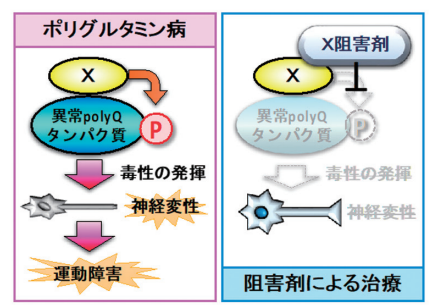 ポリグルタミン病
X
異常polyQ
タンパク質
P
毒性の発揮
神経変性
運動障害
X阻害剤
X
異常polyQ
タンパク質
P
毒性の発揮
神経変性
阻害剤による治療